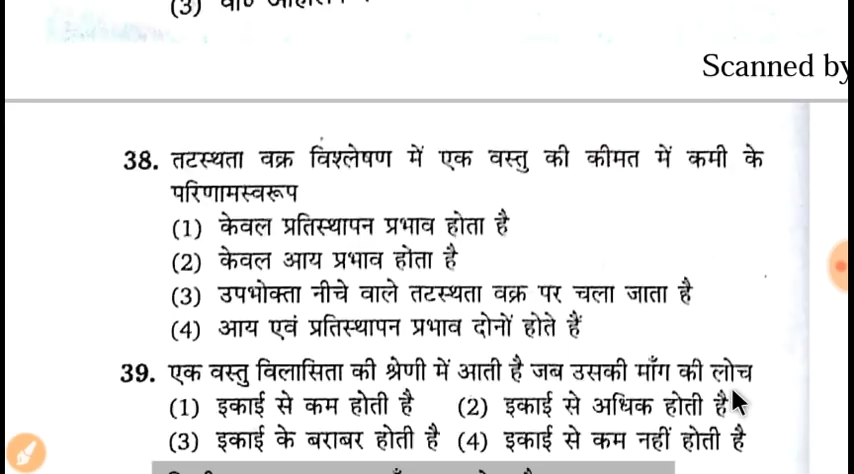 (3)
Scanned by
38. तटस्थता वक्र विश्लेषण में एक वस्तु की कीमत में कमी के
परिणामस्वरूप
(1) केवल प्रतिस्थापन प्रभाव होता है
(2) केवल आय प्रभाव होता है
(3) उपभोक्ता नीचे वाले तटस्थता वक्र पर चला जाता है
(4) आय एवं प्रतिस्थापन प्रभाव दोनों होते हैं
39. एक वस्तु विलासिता की श्रेणी में आती है जब उसकी माँग की लोच
(1) इकाई से कम होती है (2) इकाई से अधिक होती है
(3) इकाई के बराबर होती है (4) इकाई से कम नहीं होती है